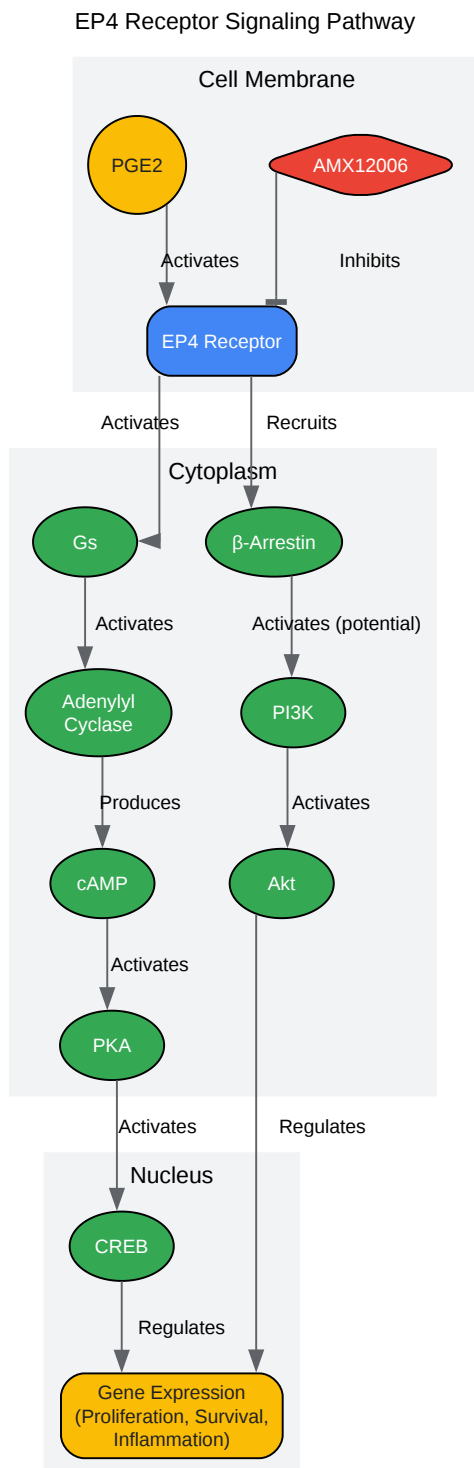 EP4 Receptor Signaling Pathway
Cell Membrane
PGE2
AMX12006
Activates
Inhibits
EP4 Receptor
Activates
Recruits
Cytoplasm
Gs
β-Arrestin
Activates
Activates (potential)
Adenylyl
Cyclase
PI3K
Produces
Activates
cAMP
Akt
Activates
PKA
Activates
Regulates
Nucleus
CREB
Regulates
Gene Expression
(Proliferation, Survival,
Inflammation)